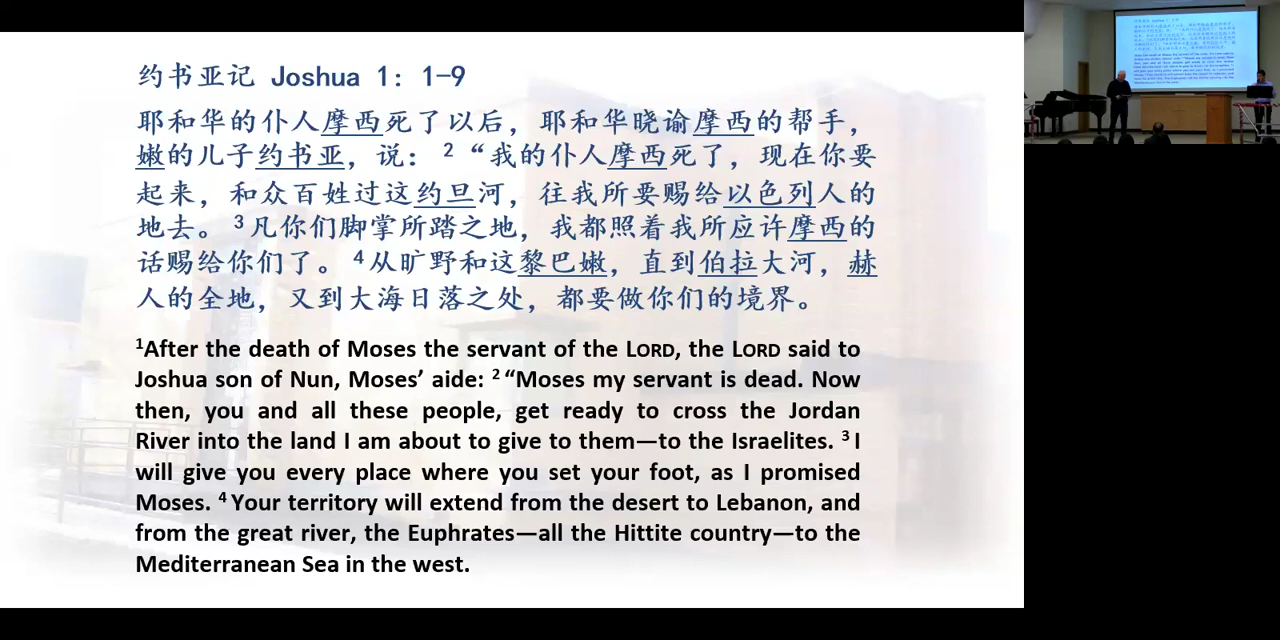 约书亚记 Joshua 1: 1-9
耶和华的仆人摩西死了以后，耶和华晓谕摩西的帮手，
嫩的儿子约书亚，说： 2 “我的仆人摩西死了，现在你要
起来，和众百姓过这约旦河，往我所要赐给以色列人的
地去。 3 凡你们脚掌所踏之地，我都照着我所应许摩西的
话赐给你们了。 4 从旷野和这黎巴嫩，直到伯拉大河，赫
人的全地，又到大海日落之处，都要做你们的境界。
1After the death of Moses the servant of the LORD, the LORD said to
Joshua son of Nun, Moses’ aide: 2 “Moses my servant is dead. Now
then, you and all these people, get ready to cross the Jordan
River into the land I am about to give to them—to the Israelites. 3 I
will give you every place where you set your foot, as I promised
Moses. 4 Your territory will extend from the desert to Lebanon, and
from the great river, the Euphrates—all the Hittite country—to the
Mediterranean Sea in the west.